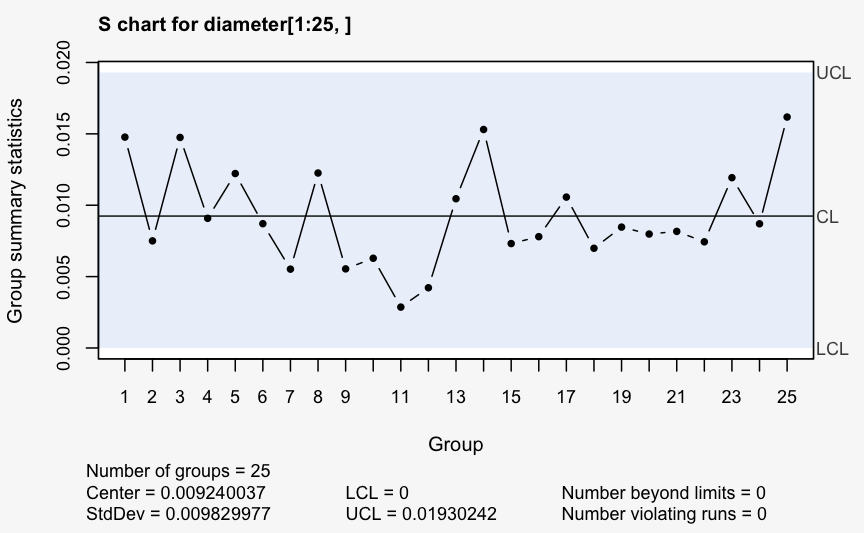 S chart for diameter[1:25, ]
Group summary statistics
0.020
0.015
0.010
0.005
0.000
UCL
CL
LCL
1 2 3 4 5 6 7 8 9 11 13 15 17 19 21 23 25
Group
Number of groups = 25
Center = 0.009240037 LCL = 0 Number beyond limits = 0
StdDev = 0.009829977 UCL = 0.01930242 Number violating runs = 0